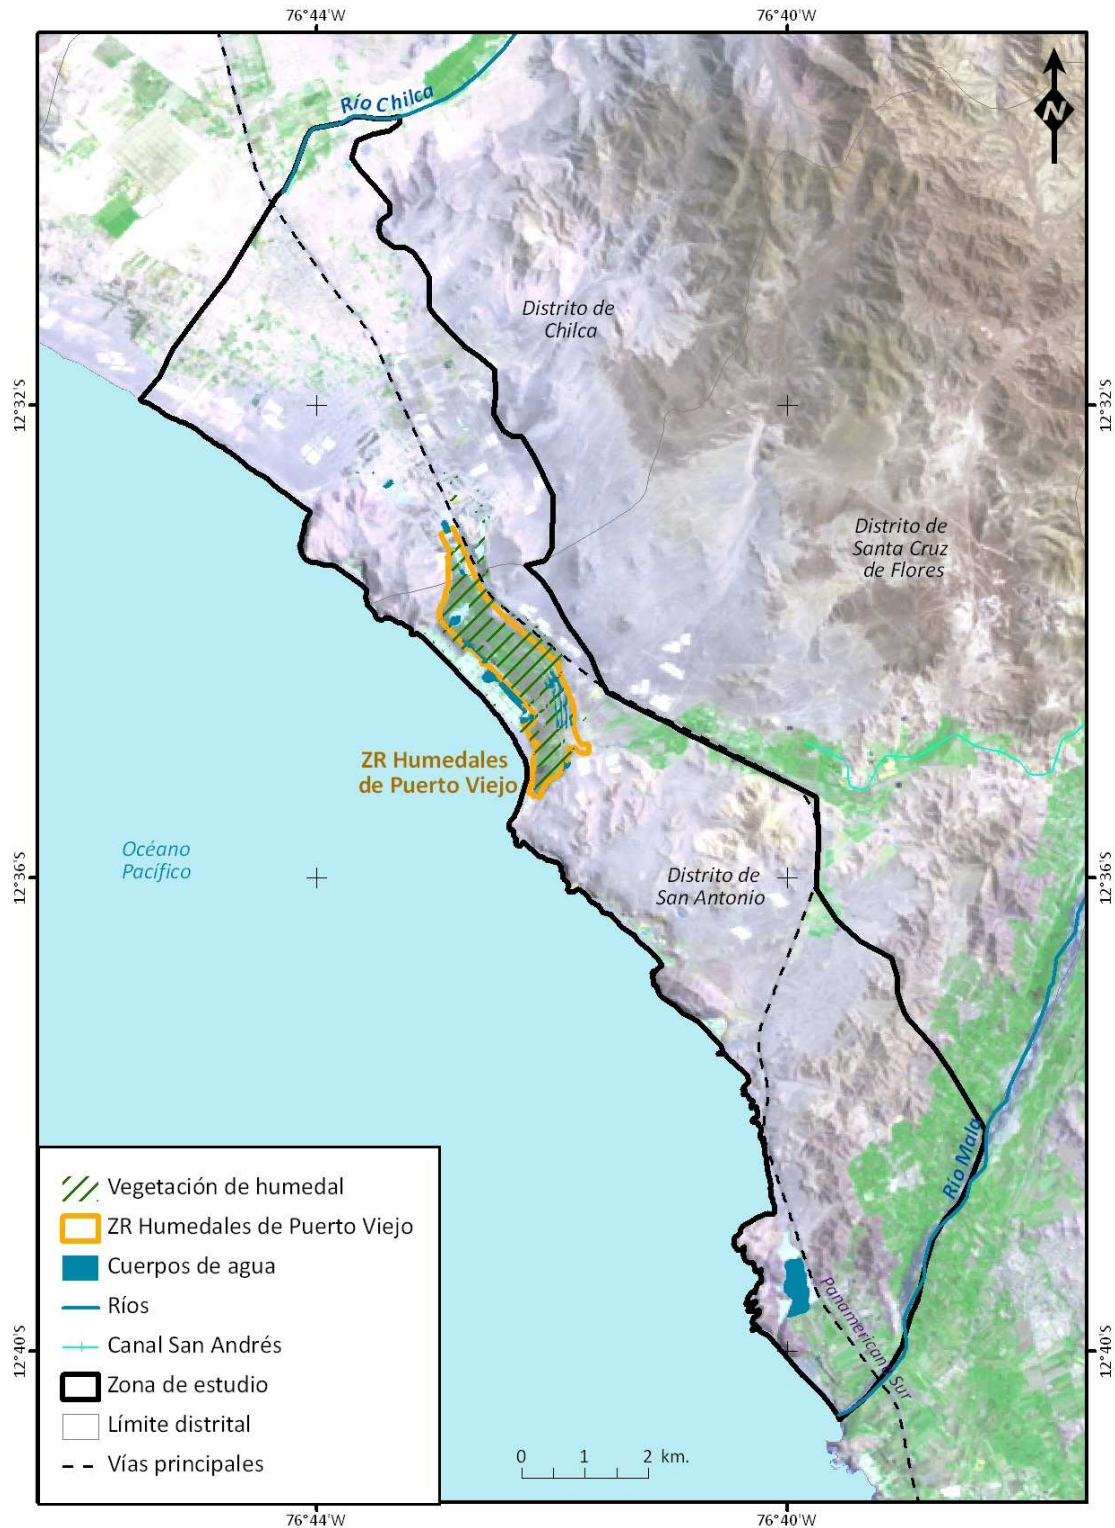 76°44'W
76°40'W
Río Chilca
N
Distrito de
Chilca
12°32'S
12°32'S
Distrito de
Santa Cruz
de Flores
ZR Humedales
de Puerto Viejo
Océano
Pacífico
12°36'S
12°36'S
Distrito de
San Antonio
Río Mala
Panamericana Sur
12°40'S
12°40'S
Vegetación de humedal
ZR Humedales de Puerto Viejo
Cuerpos de agua
Ríos
Canal San Andrés
Zona de estudio
Límite distrital
Vías principales
0 1 2 km.
76°44'W
76°40'W